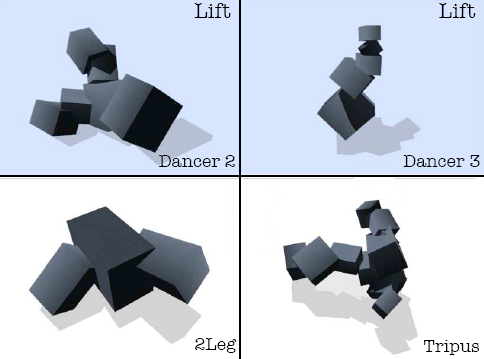 Lift
Lift
Dancer 2
Dancer 3
2Leg
Tripus